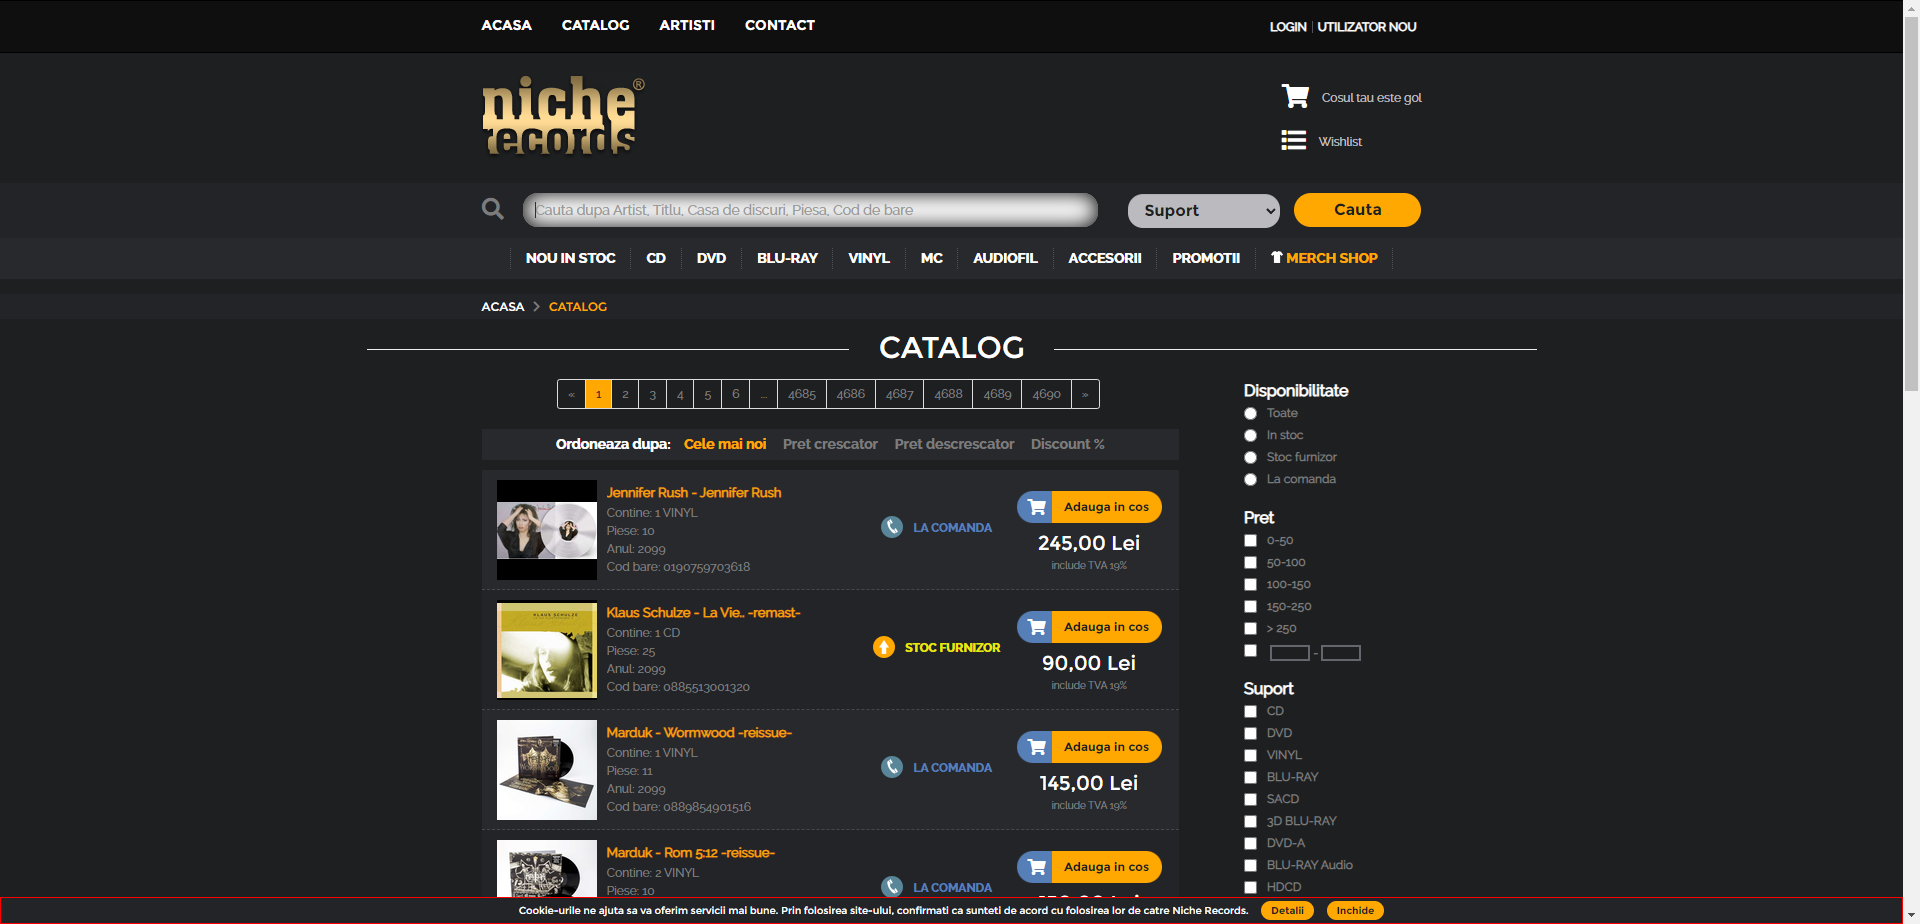 ACASA CATALOG ARTISTI CONTACT LOGIN | UTILIZATOR NOU
niche®
records
Cosul tau este gol
Wishlist
Cauta dupa Artist, Titlu, Casa de discuri, Piesa, Cod de bare Suport Cauta
NOU IN STOC CD DVD BLU-RAY VINYL MC AUDIOFIL ACCESORII PROMOTII MERCH SHOP
ACASA > CATALOG
CATALOG
« 1 2 3 4 5 6 ... 4685 4686 4687 4688 4689 4690 »
Ordoneaza dupa: Cele mai noi Pret crescator Pret descrescator Discount %
Jennifer Rush - Jennifer Rush
Contine: 1 VINYL
Piese: 10
Anul: 2099
Cod bare: 0190759703618
LA COMANDA
Adauga in cos
245,00 Lei
include TVA 19%
KLAUS SCHULZE
Klaus Schulze - La Vie.. -remast-
Contine: 1 CD
Piese: 25
Anul: 2099
Cod bare: 0885513001320
STOC FURNIZOR
Adauga in cos
90,00 Lei
include TVA 19%
Marduk - Wormwood -reissue-
Contine: 1 VINYL
Piese: 11
Anul: 2099
Cod bare: 0889854901516
LA COMANDA
Adauga in cos
145,00 Lei
include TVA 19%
Marduk - Rom 5:12 -reissue-
Contine: 2 VINYL
Piese: 10
LA COMANDA
Adauga in cos
Disponibilitate
Toate
In stoc
Stoc furnizor
La comanda
Pret
0-50
50-100
100-150
150-250
> 250
-
Suport
CD
DVD
VINYL
BLU-RAY
SACD
3D BLU-RAY
DVD-A
BLU-RAY Audio
HDCD
Cookie-urile ne ajuta sa va oferim servicii mai bune. Prin folosirea site-ului, confirmati ca sunteti de acord cu folosirea lor de catre Niche Records. Detalii Inchide